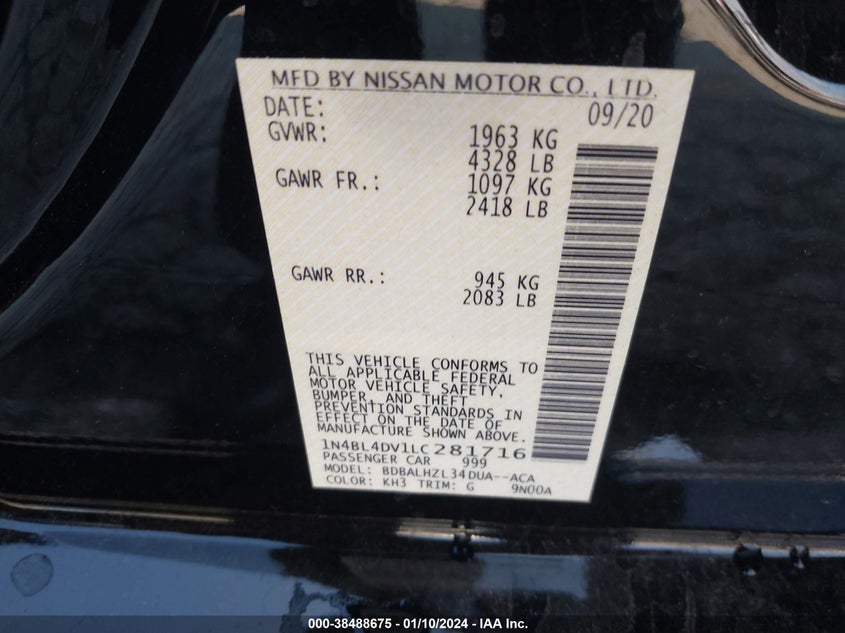 MFD BY NISSAN MOTOR CO., LTD.
DATE: 09/20
GVWR: 1963 KG
4328 LB
GAWR FR.: 1097 KG
2418 LB
GAWR RR.: 945 KG
2083 LB
THIS VEHICLE CONFORMS TO
ALL APPLICABLE FEDERAL
MOTOR VEHICLE SAFETY,
BUMPER, AND THEFT
PREVENTION STANDARDS IN
EFFECT ON THE DATE OF
MANUFACTURE SHOWN ABOVE.
1N4BL4DV1LC281716
PASSENGER CAR 999
MODEL: BDBALHZL34DUA--ACA
COLOR: KH3 TRIM: G 9N00A
000-38488675 - 01/10/2024 - IAA Inc.